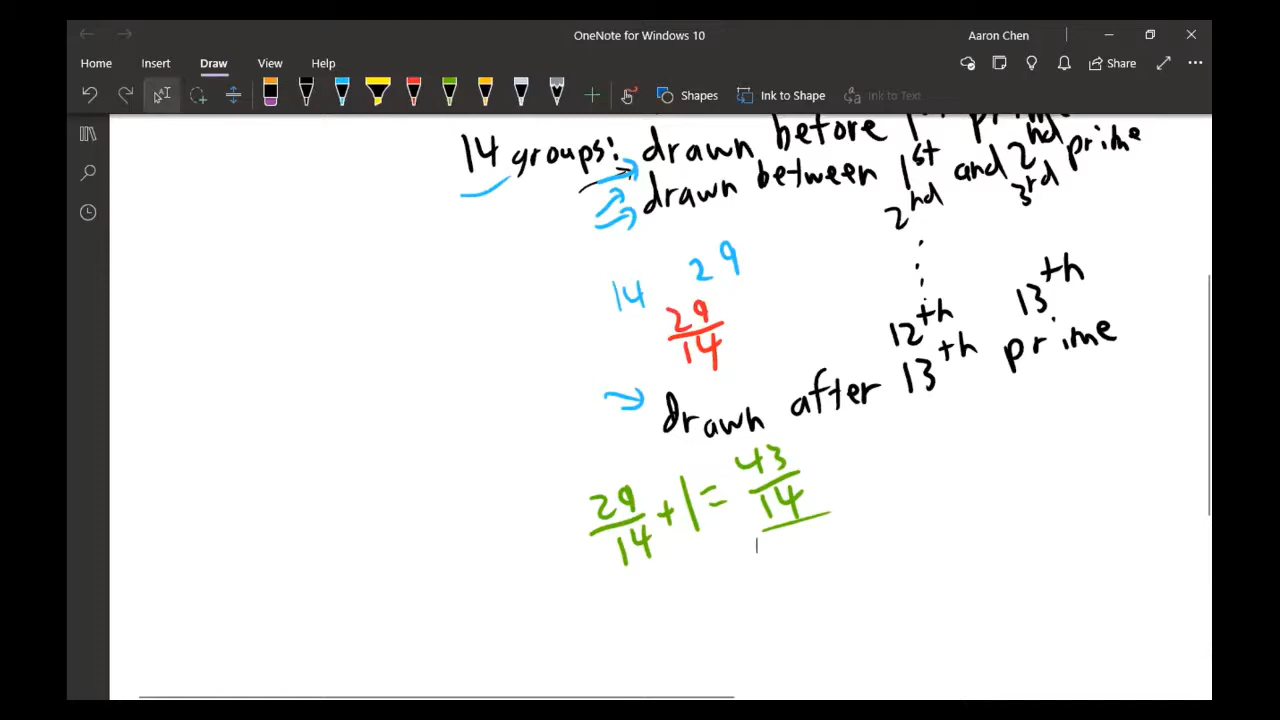 OneNote for Windows 10
Aaron Chen
Home Insert Draw View Help
Share
Shapes Ink to Shape Ink to Text
14 groups: drawn before 1st prime
drawn between 1st and 2nd prime
2nd 3rd
14 29
29/14
12th 13th
drawn after 13th prime
29/14 + 1 = 43/14